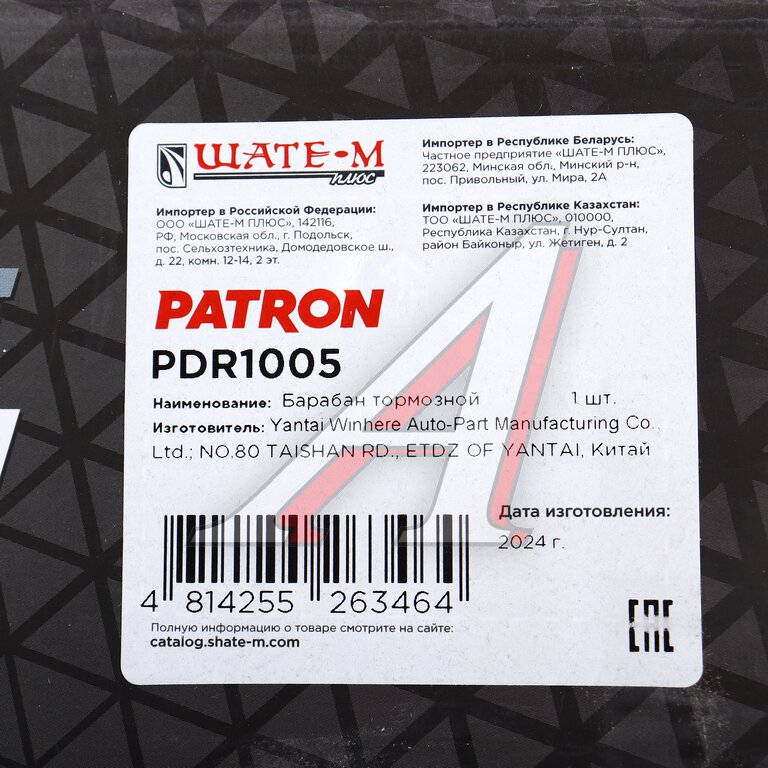 ШАТЕ-М
ПЛЮС
Импортер в Российской Федерации:
ООО «ШАТЕ-М ПЛЮС», 142116,
РФ, Московская обл., г. Подольск,
пос. Сельхозтехника, Домодедовское ш.,
д. 22, комн. 12-14, 2 эт.
Импортер в Республике Беларусь:
Частное предприятие «ШАТЕ-М ПЛЮС»,
223062, Минская обл., Минский р-н,
пос. Привольный, ул. Мира, 2А
Импортер в Республике Казахстан:
ТОО «ШАТЕ-М ПЛЮС», 010000,
Республика Казахстан, г. Нур-Султан,
район Байконыр, ул. Жетиген, д. 2
PATRON
PDR1005
Наименование: Барабан тормозной 1 шт.
Изготовитель: Yantai Winhere Auto-Part Manufacturing Co.,
Ltd.; NO.80 TAISHAN RD., ETDZ OF YANTAI, Китай
Дата изготовления:
2024 г.
4 814255 263464
Полную информацию о товаре смотрите на сайте:
catalog.shate-m.com
EAC